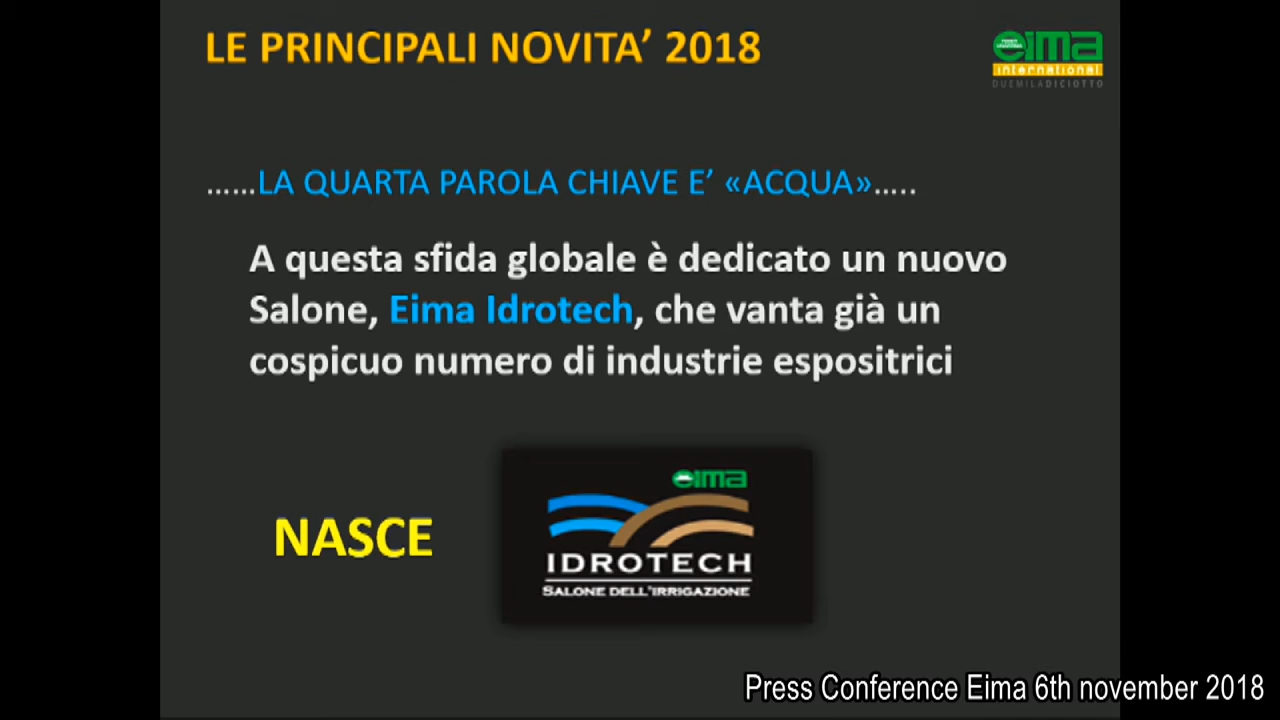 LE PRINCIPALI NOVITA’ 2018
eima
international
DUEMILADICIOTTO
……LA QUARTA PAROLA CHIAVE E’ «ACQUA»…..
A questa sfida globale è dedicato un nuovo
Salone, Eima Idrotech, che vanta già un
cospicuo numero di industrie espositrici
NASCE
eima
IDROTECH
SALONE DELL'IRRIGAZIONE
Press Conference Eima 6th november 2018